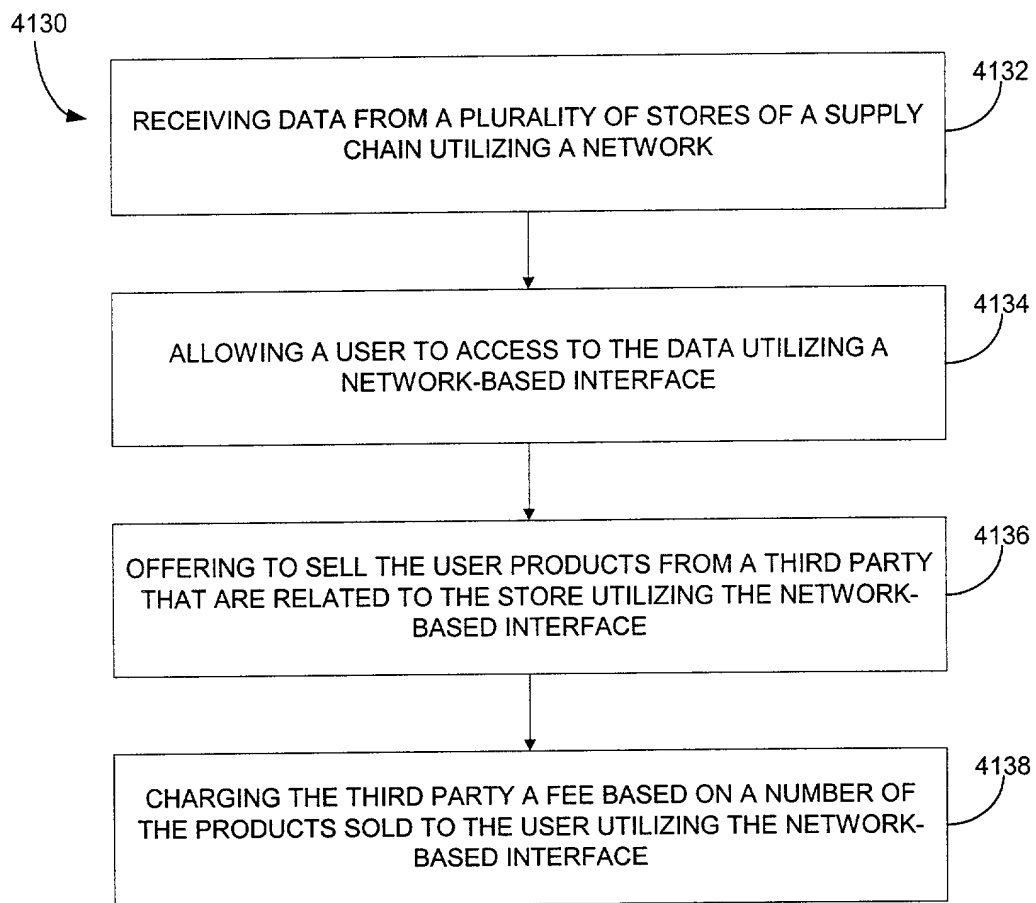 4130
4132
RECEIVING DATA FROM A PLURALITY OF STORES OF A SUPPLY
CHAIN UTILIZING A NETWORK
4134
ALLOWING A USER TO ACCESS TO THE DATA UTILIZING A
NETWORK-BASED INTERFACE
4136
OFFERING TO SELL THE USER PRODUCTS FROM A THIRD PARTY
THAT ARE RELATED TO THE STORE UTILIZING THE NETWORK-
BASED INTERFACE
4138
CHARGING THE THIRD PARTY A FEE BASED ON A NUMBER OF
THE PRODUCTS SOLD TO THE USER UTILIZING THE NETWORK-
BASED INTERFACE